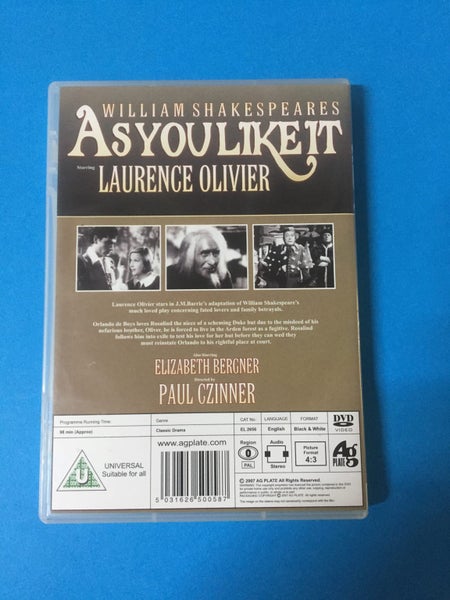 WILLIAM SHAKESPEARES
AS YOU LIKE IT
Starring
LAURENCE OLIVIER
Laurence Olivier stars in J.M.Barrie's adaptation of William Shakespear's
much loved play concerning fated lovers and family betrayals.
Orlando de Boys loves Rosalind the niece of a scheming Duke but due to the misdeed of his
nefarious brother, Oliver, he is forced to live in the Arden forest as a fugitive. Rosalind
follows him into exile to test his love for her but before they can wed they
must reinstate Orlando to his rightful place at court.
Also Starring
ELIZABETH BERGNER
Directed by
PAUL CZINNER
Programme Running Time: Genre CAT No- LANGUAGE FORMAT DVD
96 min (Approx) Classic Drama EL 2656 English Black & White VIDEO
U UNIVERSAL
Suitable for all
www.agplate.com
5 031626 500587
Region
0
PAL
Audio
Stereo
Picture
Format
4:3
Ag
PLATE
© 2007 AG PLATE All Rights Reserved.